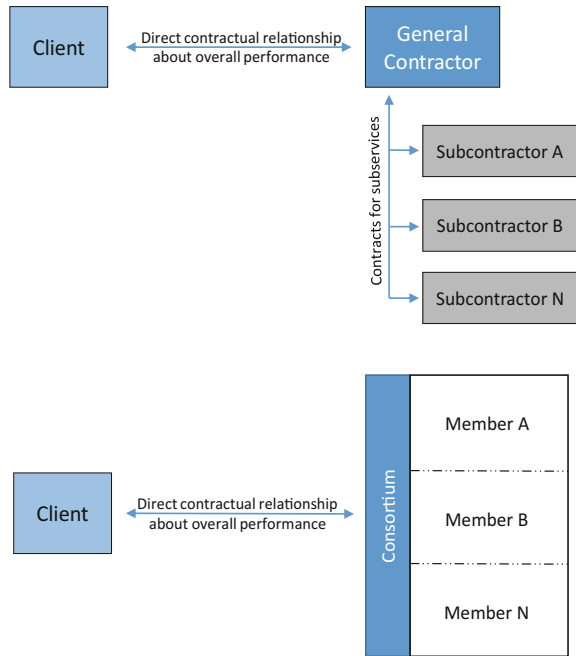 Client
Direct contractual relationship
about overall performance
General
Contractor
Contracts for subservices
Subcontractor A
Subcontractor B
Subcontractor N
Client
Direct contractual relationship
about overall performance
Consortium
Member A
Member B
Member N